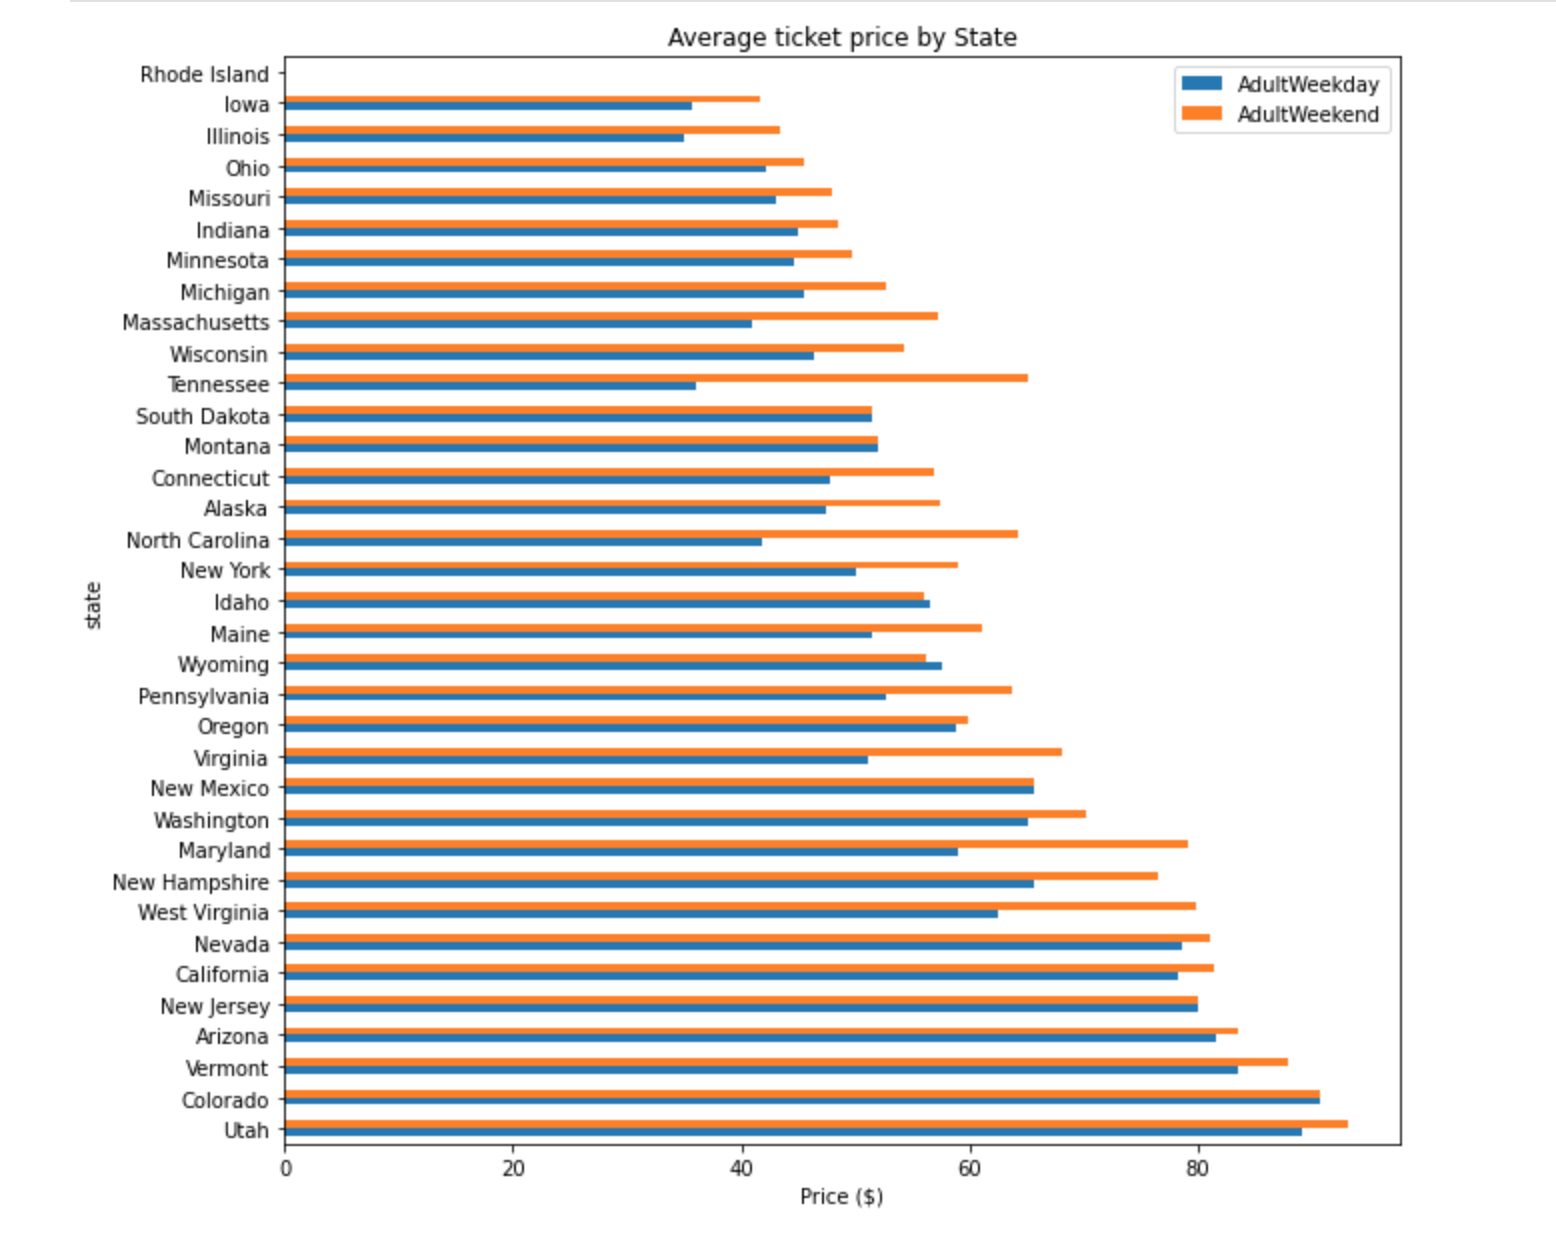 Average ticket price by State
AdultWeekday
AdultWeekend
Rhode Island
Iowa
Illinois
Ohio
Missouri
Indiana
Minnesota
Michigan
Massachusetts
Wisconsin
Tennessee
South Dakota
Montana
Connecticut
Alaska
North Carolina
New York
Idaho
Maine
Wyoming
Pennsylvania
Oregon
Virginia
New Mexico
Washington
Maryland
New Hampshire
West Virginia
Nevada
California
New Jersey
Arizona
Vermont
Colorado
Utah
state
0 20 40 60 80
Price ($)